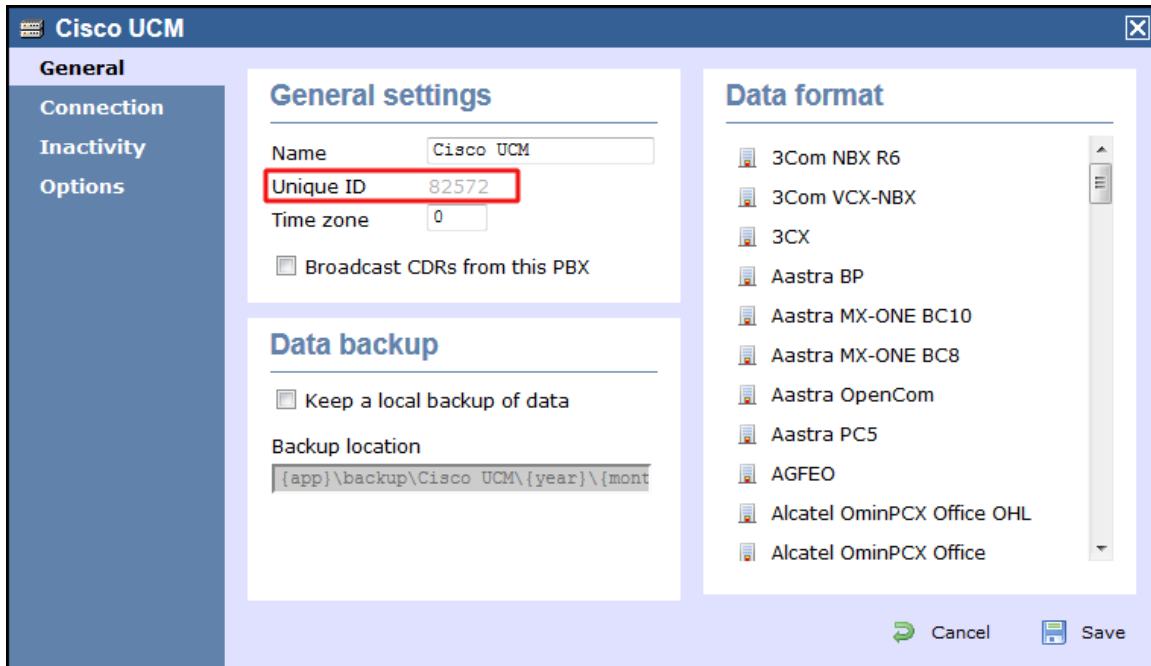 Cisco UCM
General
Connection
Inactivity
Options
General settings
Name Cisco UCM
Unique ID 82572
Time zone 0
Broadcast CDRs from this PBX
Data backup
Keep a local backup of data
Backup location
{app}\backup\Cisco UCM\{year}\{mont
Data format
3Com NBX R6
3Com VCX-NBX
3CX
Aastra BP
Aastra MX-ONE BC10
Aastra MX-ONE BC8
Aastra OpenCom
Aastra PC5
AGFEO
Alcatel OminPCX Office OHL
Alcatel OminPCX Office
Cancel Save